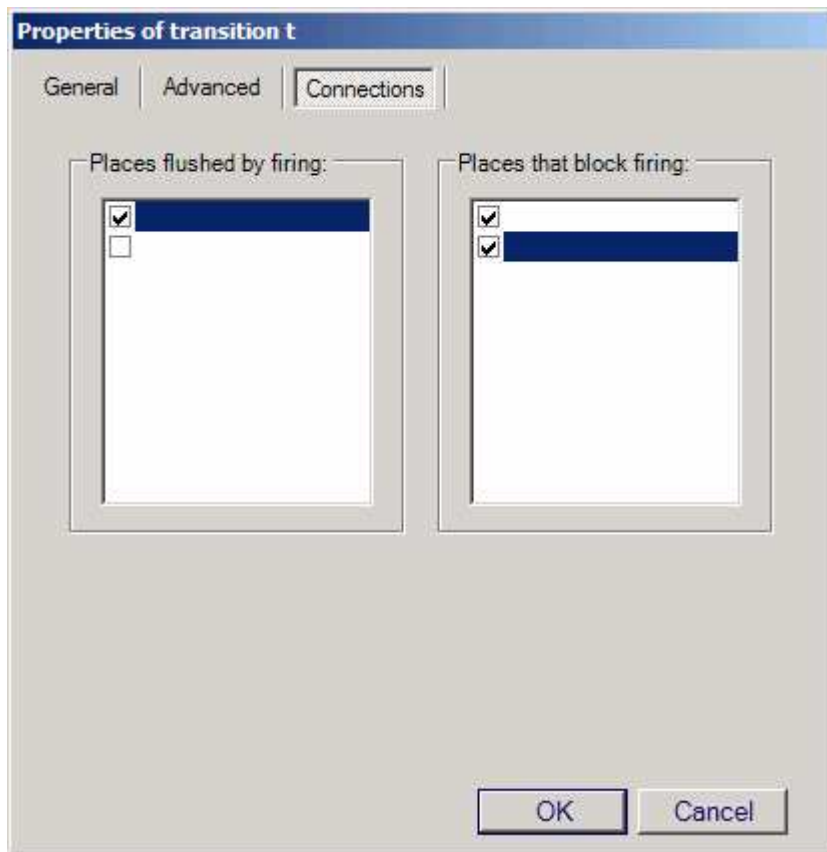 Properties of transition t
General Advanced Connections
Places flushed by firing: Places that block firing:
OK Cancel